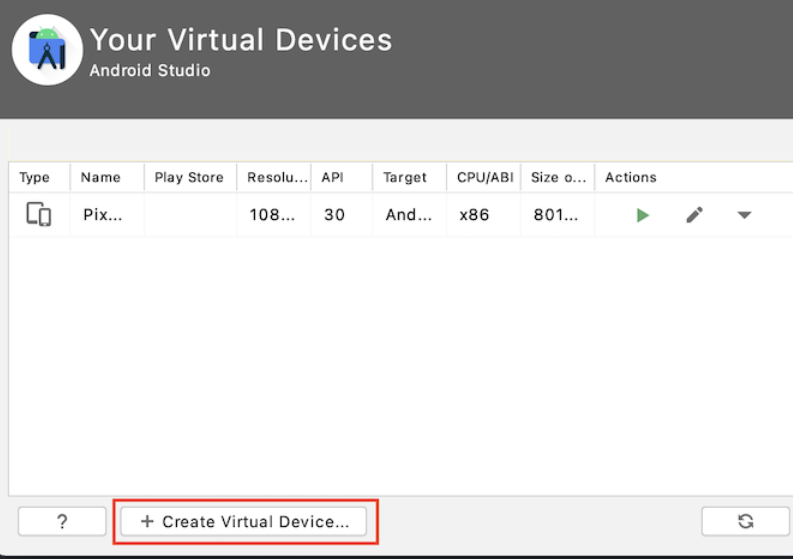 Your Virtual Devices
Android Studio
Type Name Play Store Resolu... API Target CPU/ABI Size o... Actions
Pix... 108... 30 And... x86 801...
? + Create Virtual Device...